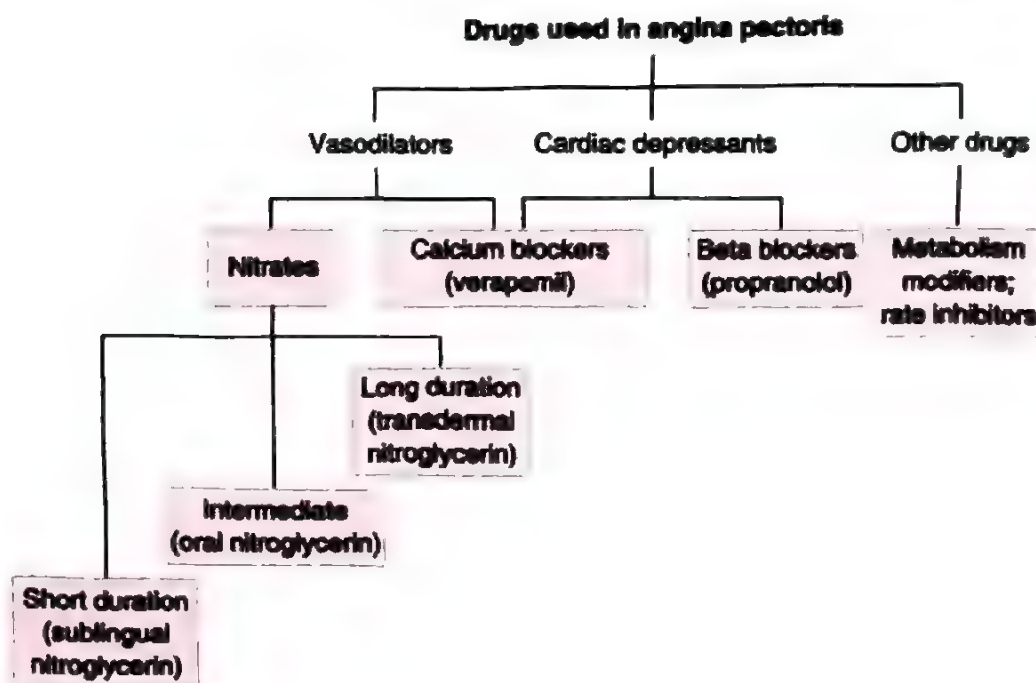 Drugs used in angina pectoris
Vasodilators
Cardiac depressants
Other drugs
Nitrates
Calcium blockers
(verapamil)
Beta blockers
(propranolol)
Metabolism
modifiers;
rate inhibitors
Long duration
(transdermal
nitroglycerin)
Intermediate
(oral nitroglycerin)
Short duration
(sublingual
nitroglycerin)